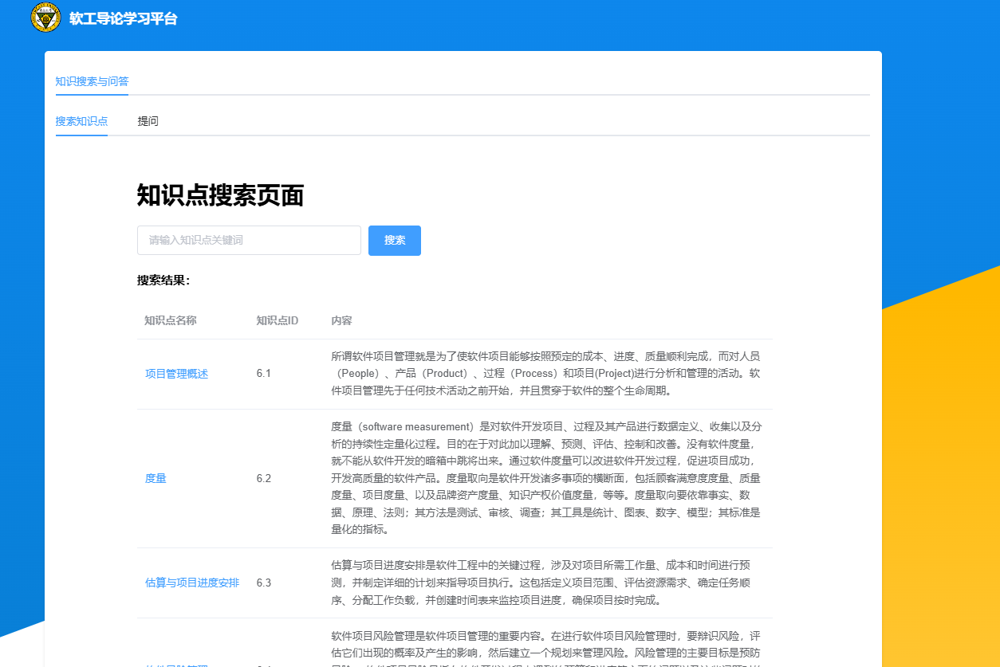 软工导论学习平台
知识搜索与问答
搜索知识点 提问
知识点搜索页面
请输入知识点关键词 搜索
搜索结果：
知识点名称 知识点ID 内容
所谓软件项目管理就是为了使软件项目能够按照预定的成本、进度、质量顺利完成，而对人员
项目管理概述 6.1 （People）、产品（Product）、过程（Process）和项目(Project)进行分析和管理的活动。软
件项目管理先于任何技术活动之前开始，并且贯穿于软件的整个生命周期。
度量（software measurement）是对软件开发项目、过程及其产品进行数据定义、收集以及分
析的持续性定量化过程。目的在于对此加以理解、预测、评估、控制和改善。没有软件度量，
就不能从软件开发的暗箱中跳将出来。通过软件度量可以改进软件开发过程，促进项目成功，
度量 6.2 开发高质量的软件产品。度量取向是软件开发诸多事项的横断面，包括顾客满意度度量、质量
度量、项目度量、以及品牌资产度量、知识产权价值度量，等等。度量取向要依靠事实、数
据、原理、法则；其方法是测试、审核、调查；其工具是统计、图表、数字、模型；其标准是
量化的指标。
估算与项目进度安排是软件工程中的关键过程，涉及对项目所需工作量、成本和时间进行预
估算与项目进度安排 6.3 测，并制定详细的计划来指导项目执行。这包括定义项目范围、评估资源需求、确定任务顺
序、分配工作负载，并创建时间表来监控项目进度，确保项目按时完成。
软件项目风险管理是软件项目管理的重要内容。在进行软件项目风险管理时，要辩识风险，评
估它们出现的概率及产生的影响，然后建立一个规划来管理风险。风险管理的主要目标是预防